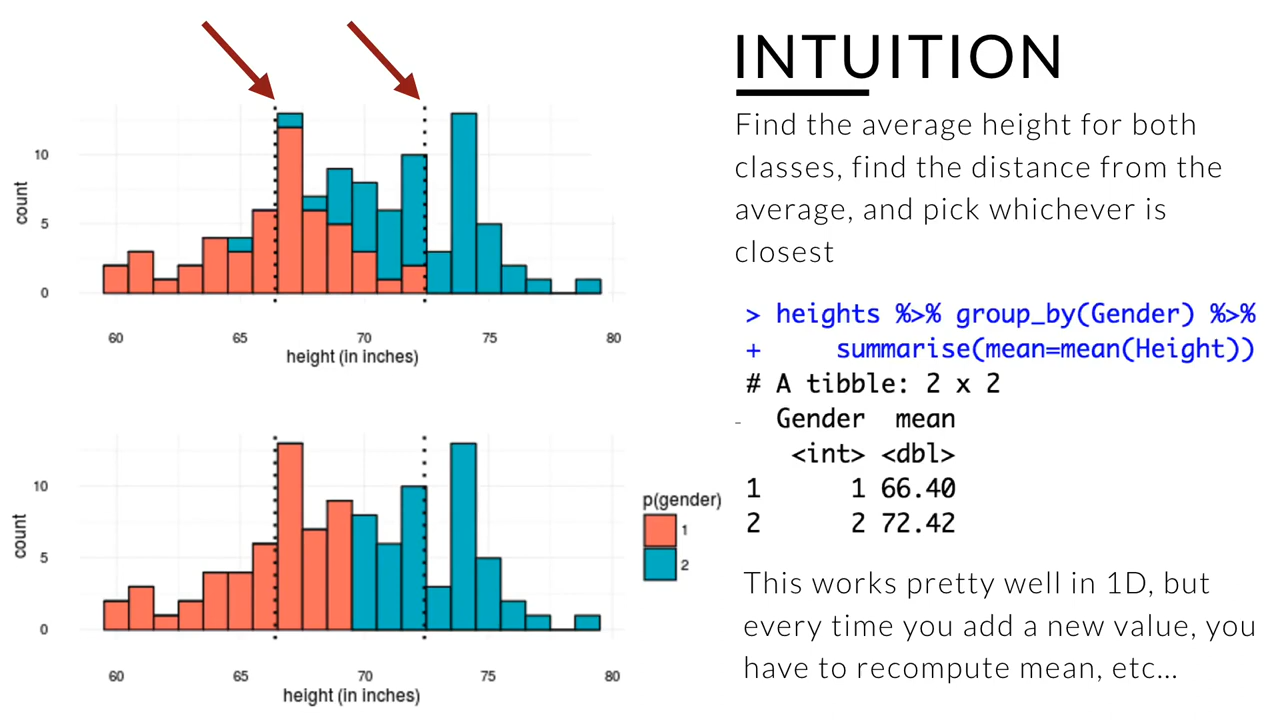 INTUITION
Find the average height for both
classes, find the distance from the
average, and pick whichever is
closest
> heights %>% group_by(Gender) %>%
+     summarise(mean=mean(Height))
# A tibble: 2 x 2
  Gender  mean
   <int> <dbl>
1      1 66.40
2      2 72.42
This works pretty well in 1D, but
every time you add a new value, you
have to recompute mean, etc...
count
10
5
0
60 65 70 75 80
height (in inches)
count
10
5
0
60 65 70 75 80
height (in inches)
p(gender)
1
2